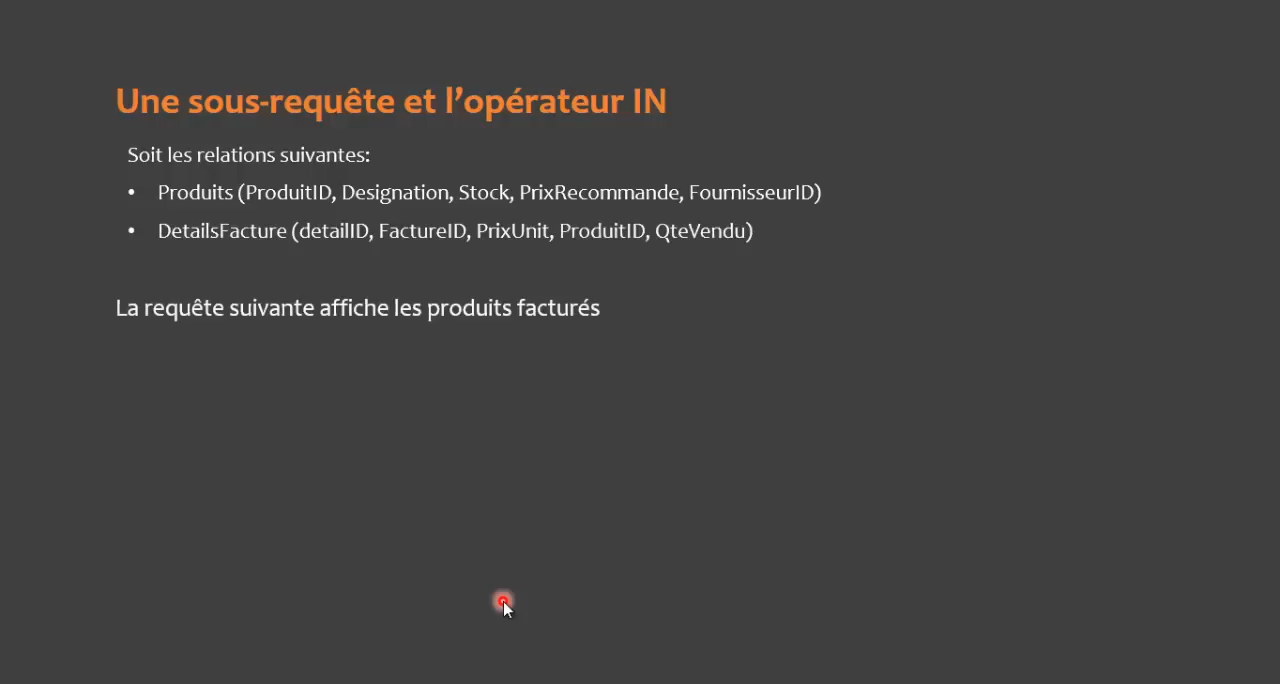 Une sous-requête et l’opérateur IN
Soit les relations suivantes:
• Produits (ProduitID, Designation, Stock, PrixRecommande, FournisseurID)
• DetailsFacture (detailID, FactureID, PrixUnit, ProduitID, QteVendu)
La requête suivante affiche les produits facturés